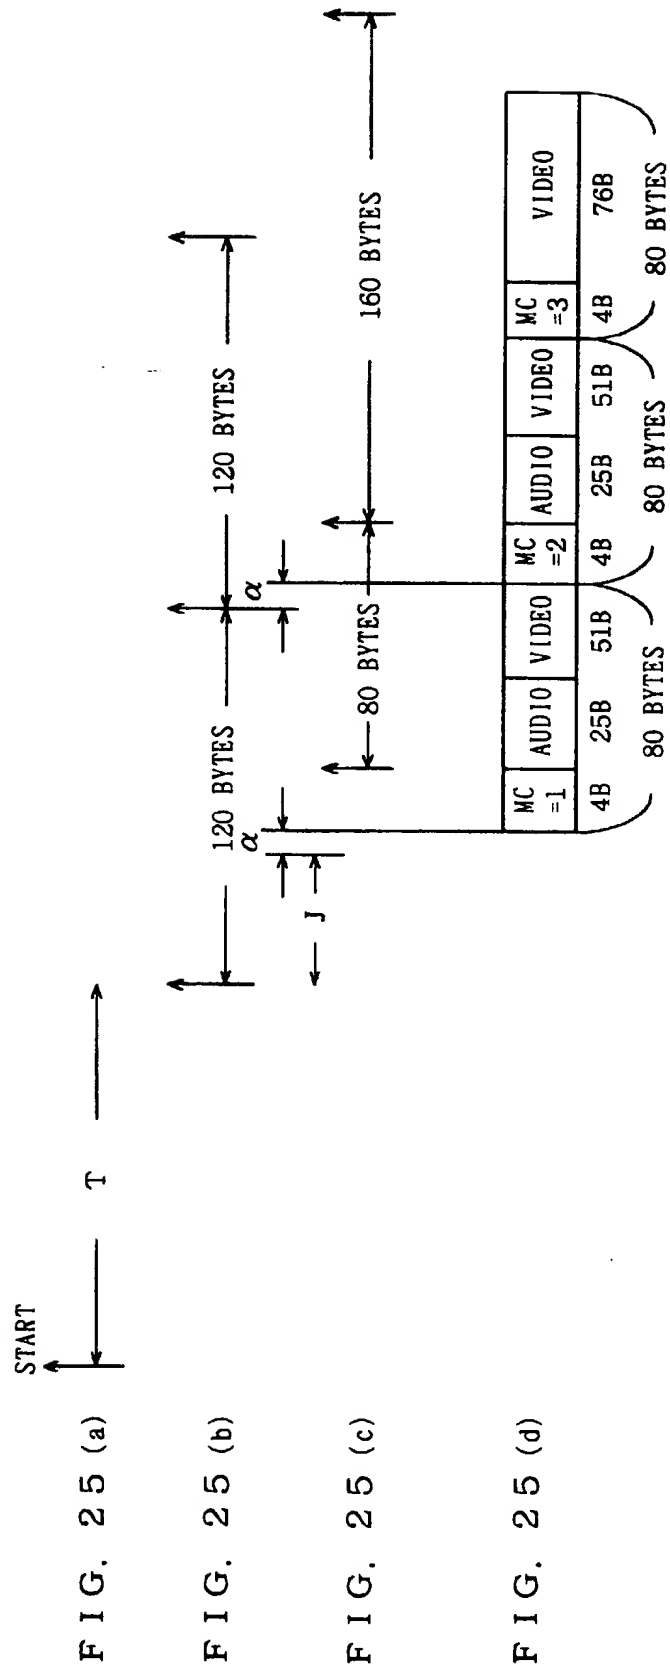 START
T
FIG. 25 (a)
120 BYTES
120 BYTES
FIG. 25 (b)
α
α
J
80 BYTES
160 BYTES
FIG. 25 (c)
MC
=1
AUDIO
VIDEO
MC
=2
AUDIO
VIDEO
MC
=3
VIDEO
4B
25B
51B
4B
25B
51B
4B
76B
80 BYTES
80 BYTES
80 BYTES
FIG. 25 (d)